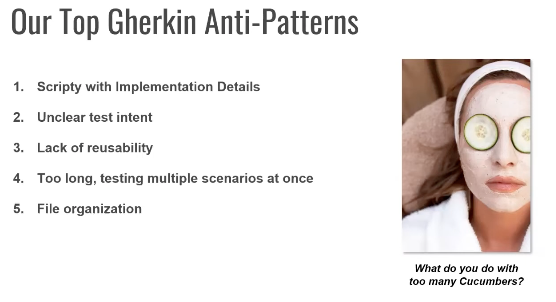 Our Top Gherkin Anti-Patterns
1. Scripty with Implementation Details
2. Unclear test intent
3. Lack of reusability
4. Too long, testing multiple scenarios at once
5. File organization
What do you do with
too many Cucumbers?